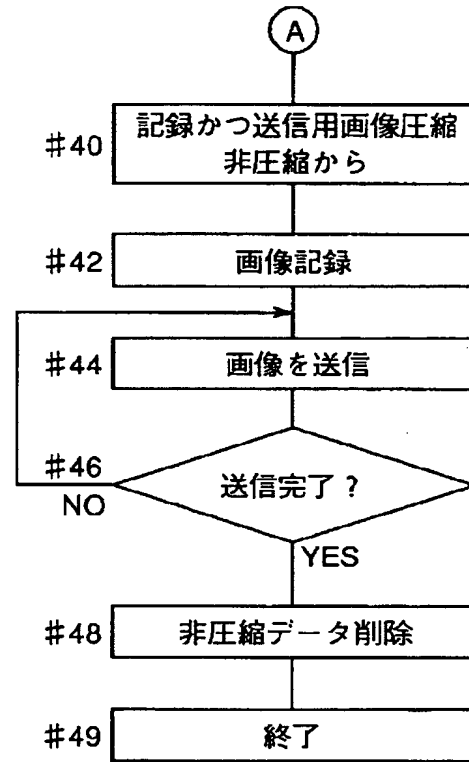 A
#40 記録かつ送信用画像圧縮
非圧縮から
#42 画像記録
#44 画像を送信
#46 送信完了?
NO
YES
#48 非圧縮データ削除
#49 終了